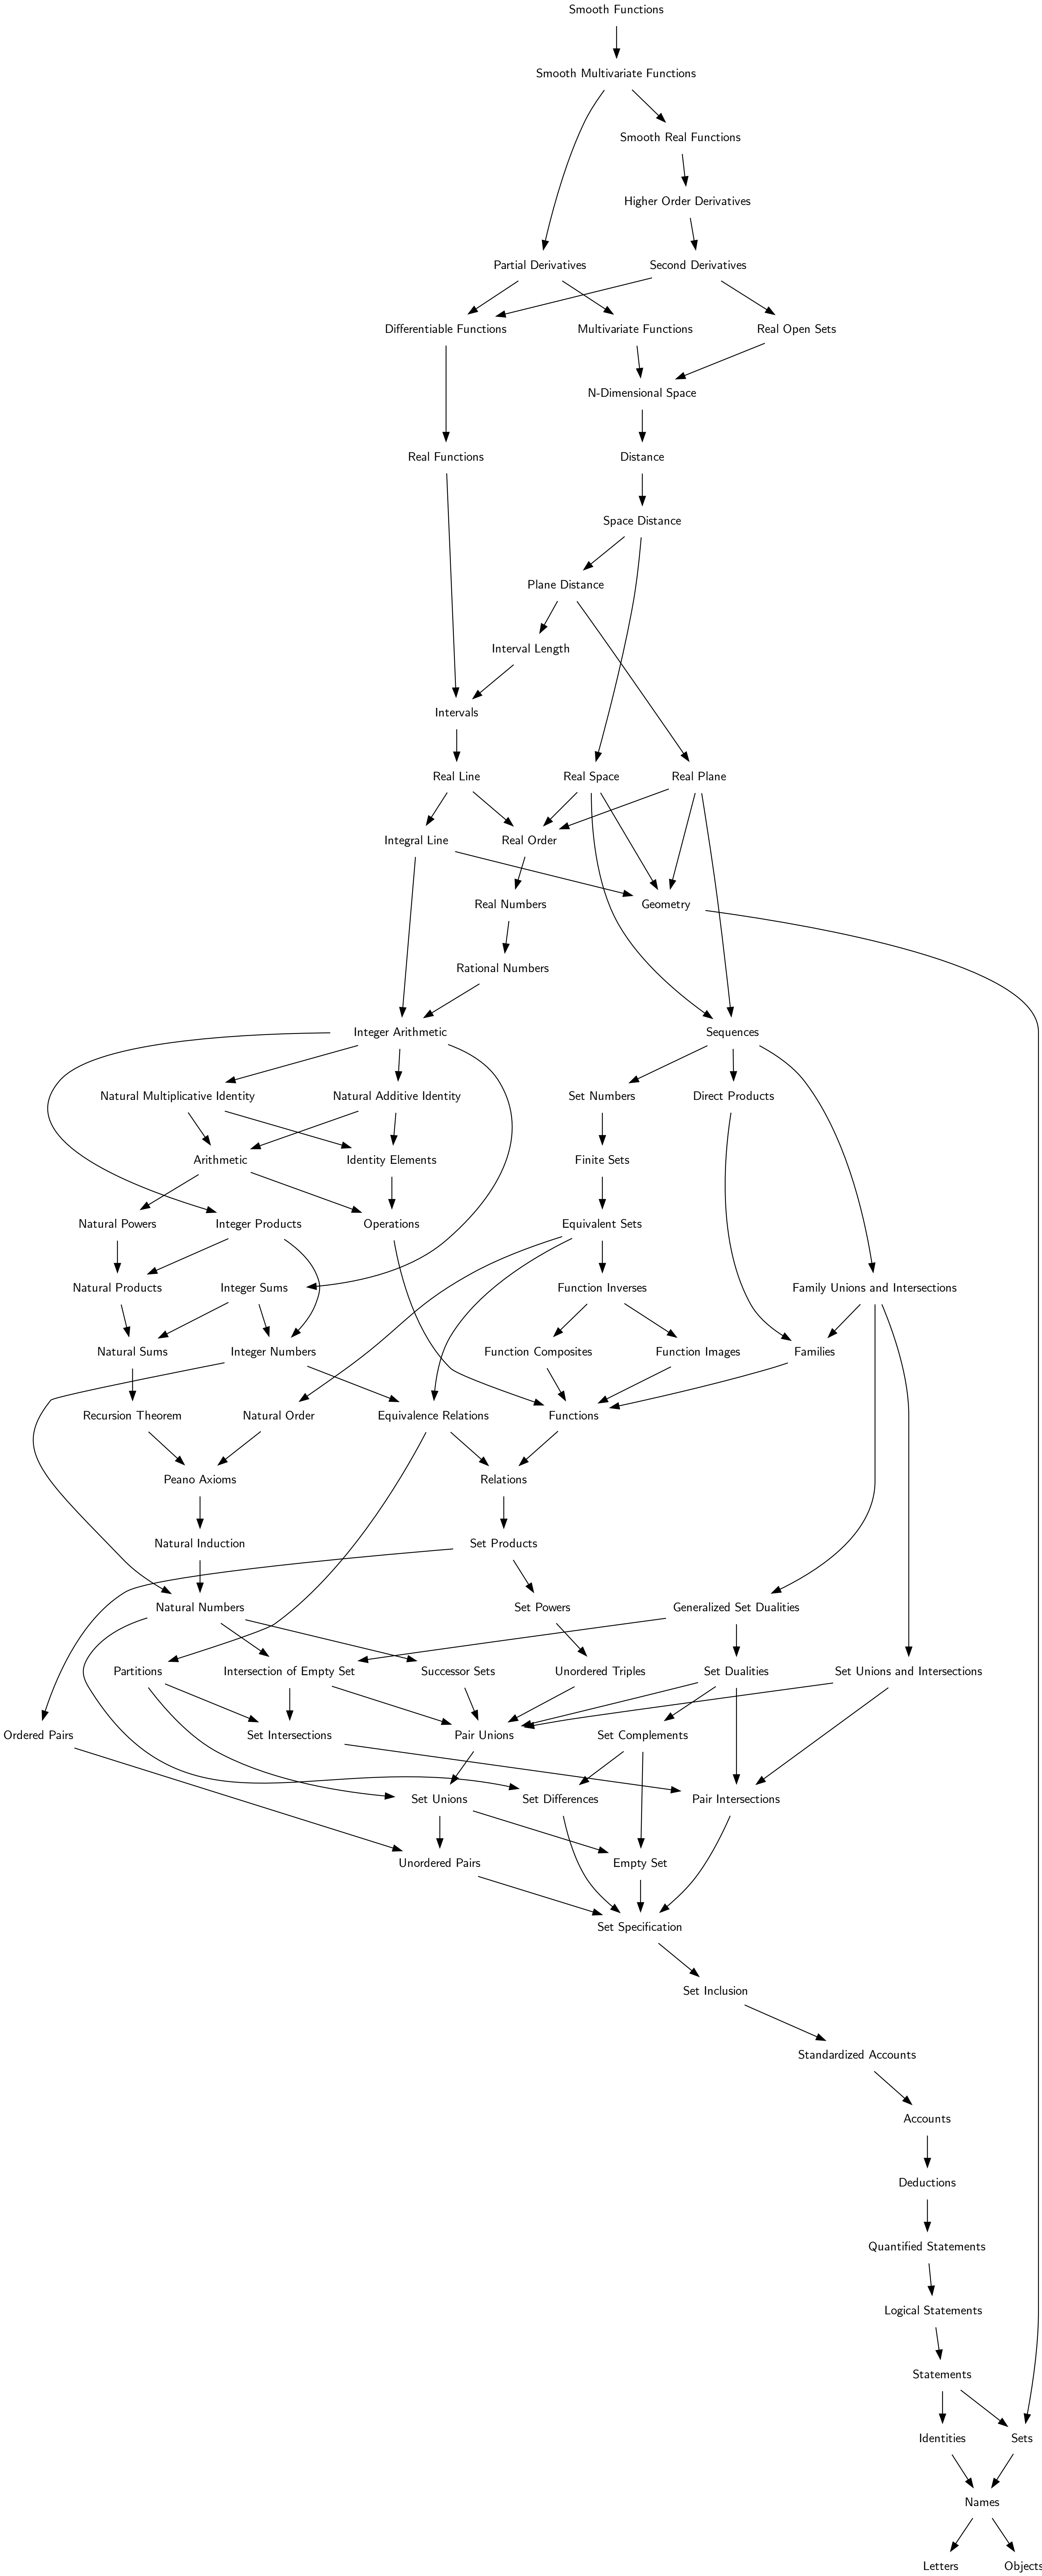 Smooth Functions
Smooth Multivariate Functions
Smooth Real Functions
Higher Order Derivatives
Partial Derivatives
Second Derivatives
Differentiable Functions
Multivariate Functions
Real Open Sets
N-Dimensional Space
Real Functions
Distance
Space Distance
Plane Distance
Interval Length
Intervals
Real Line
Real Space
Real Plane
Integral Line
Real Order
Real Numbers
Geometry
Rational Numbers
Integer Arithmetic
Sequences
Natural Multiplicative Identity
Natural Additive Identity
Set Numbers
Direct Products
Arithmetic
Identity Elements
Finite Sets
Natural Powers
Integer Products
Operations
Equivalent Sets
Natural Products
Integer Sums
Function Inverses
Family Unions and Intersections
Natural Sums
Integer Numbers
Function Composites
Function Images
Families
Recursion Theorem
Natural Order
Equivalence Relations
Functions
Peano Axioms
Relations
Natural Induction
Set Products
Natural Numbers
Set Powers
Generalized Set Dualities
Partitions
Intersection of Empty Set
Successor Sets
Unordered Triples
Set Dualities
Set Unions and Intersections
Ordered Pairs
Set Intersections
Pair Unions
Set Complements
Set Unions
Set Differences
Pair Intersections
Unordered Pairs
Empty Set
Set Specification
Set Inclusion
Standardized Accounts
Accounts
Deductions
Quantified Statements
Logical Statements
Statements
Identities
Sets
Names
Letters
Objects